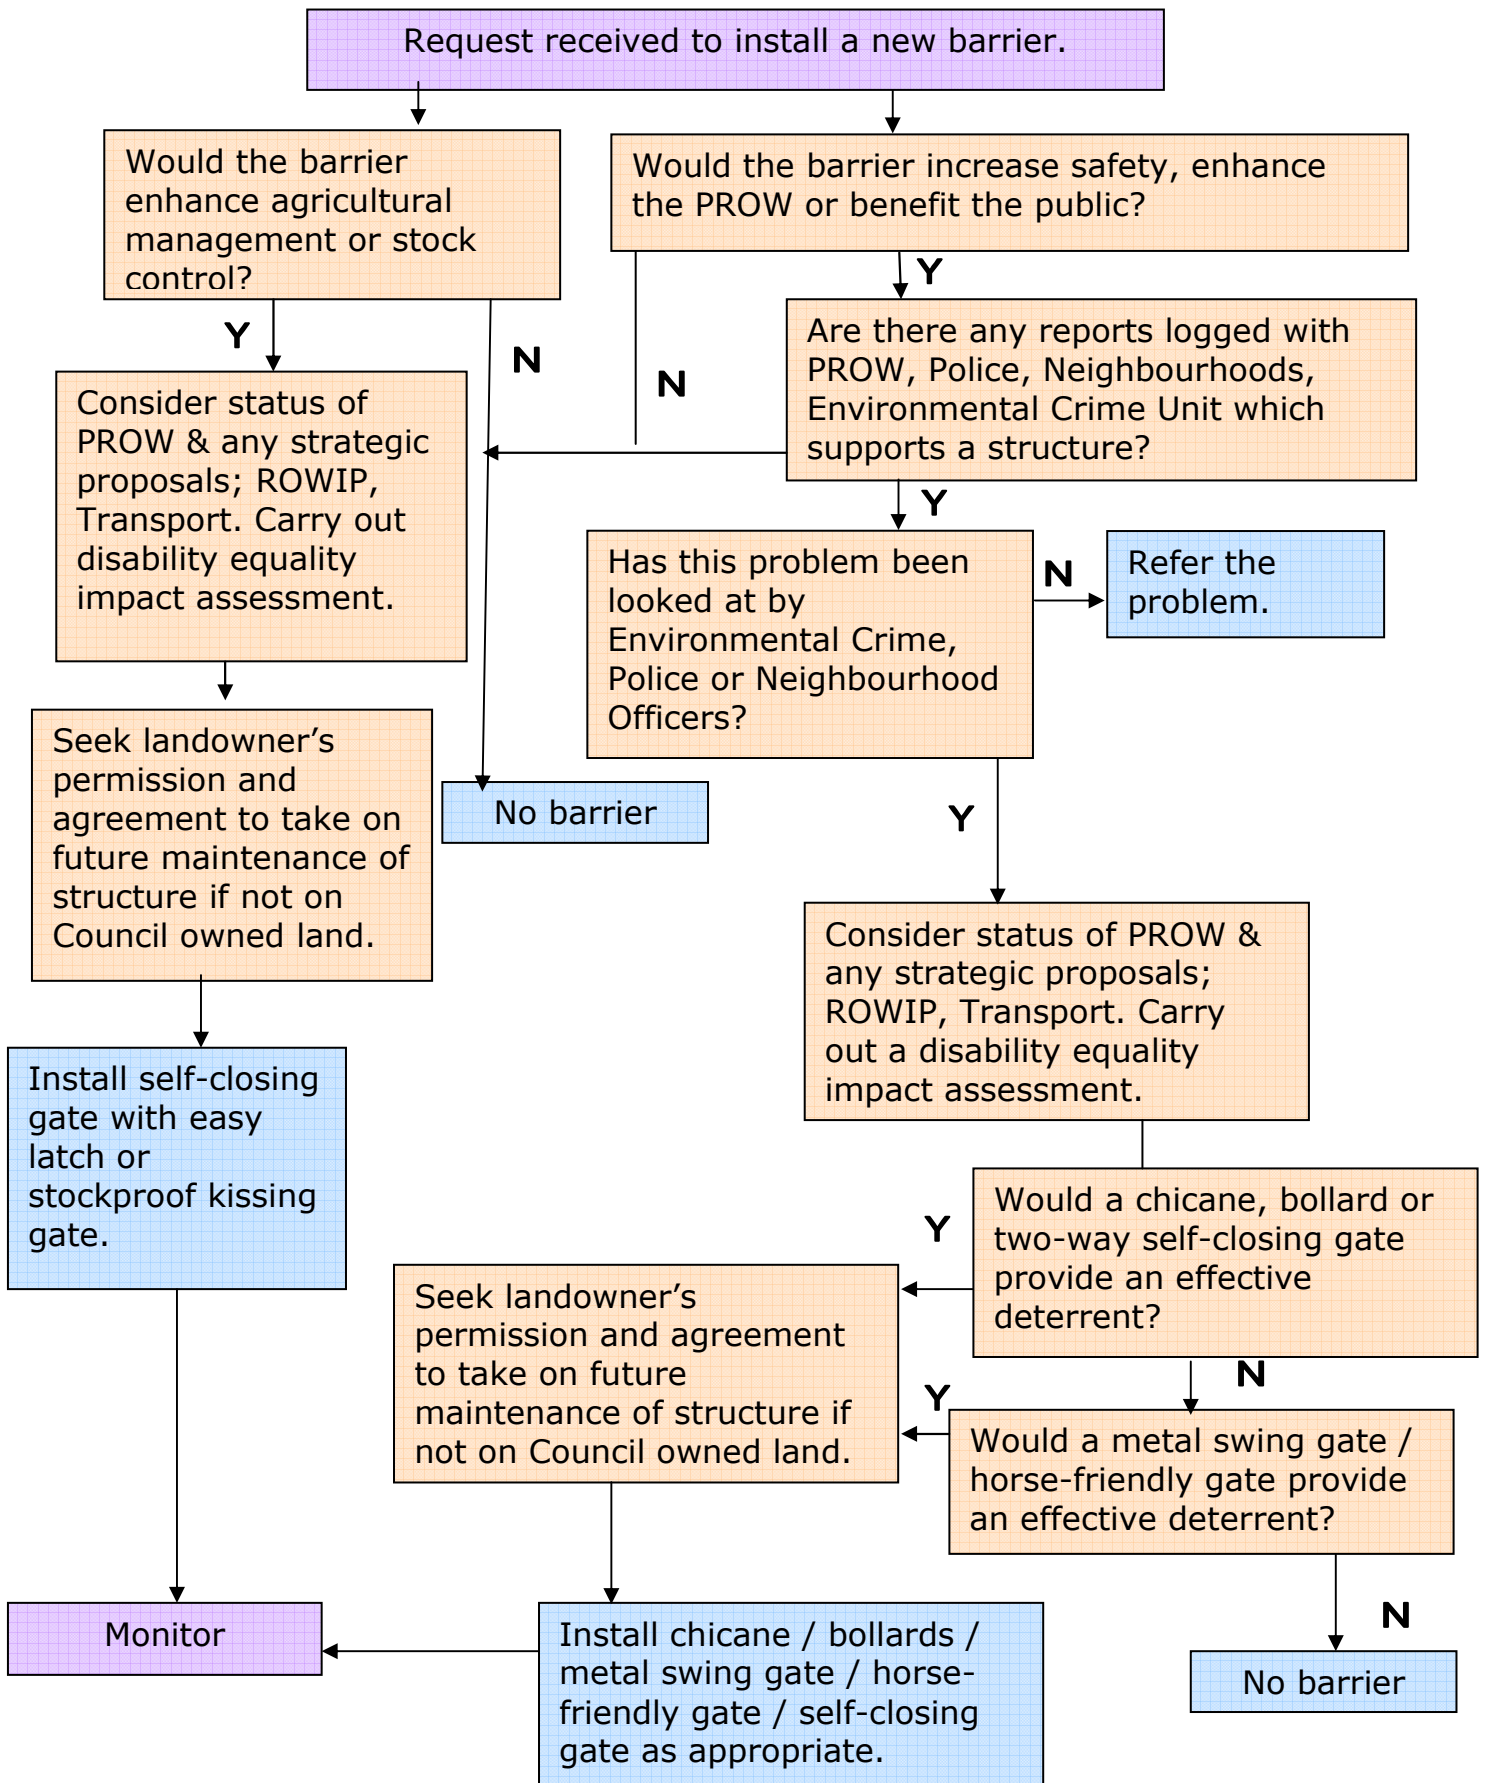 Request received to install a new barrier.
Would the barrier
enhance agricultural
management or stock
control?
Would the barrier increase safety, enhance
the PROW or benefit the public?
Y
Y
N
N
Are there any reports logged with
PROW, Police, Neighbourhoods,
Environmental Crime Unit which
supports a structure?
Consider status of
PROW & any strategic
proposals; ROWIP,
Transport. Carry out
disability equality
impact assessment.
Y
Has this problem been
looked at by
Environmental Crime,
Police or Neighbourhood
Officers?
N
Refer the
problem.
Seek landowner’s
permission and
agreement to take on
future maintenance of
structure if not on
Council owned land.
No barrier
Y
Consider status of PROW &
any strategic proposals;
ROWIP, Transport. Carry
out a disability equality
impact assessment.
Install self-closing
gate with easy
latch or
stockproof kissing
gate.
Would a chicane, bollard or
two-way self-closing gate
provide an effective
deterrent?
Y
Seek landowner’s
permission and agreement
to take on future
maintenance of structure if
not on Council owned land.
N
Y
Would a metal swing gate /
horse-friendly gate provide
an effective deterrent?
N
Monitor
Install chicane / bollards /
metal swing gate / horse-
friendly gate / self-closing
gate as appropriate.
No barrier